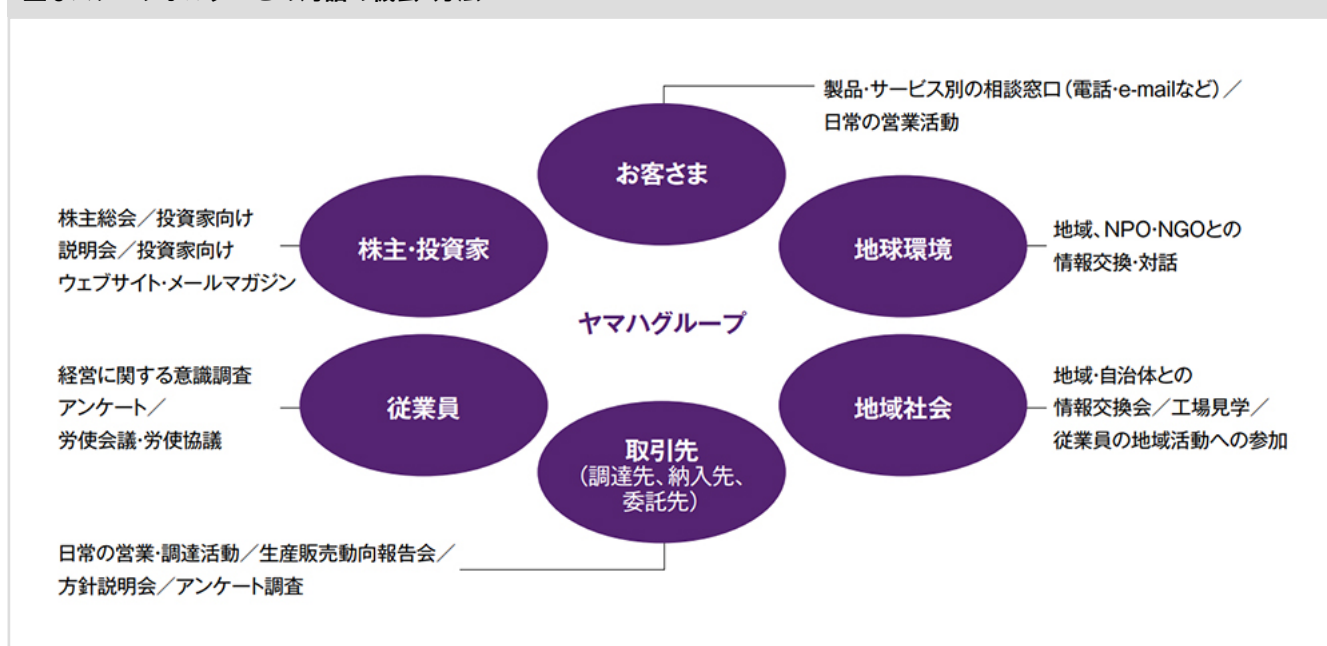 お客さま
製品・サービス別の相談窓口（電話・e-mailなど）／
日常の営業活動
株主・投資家
株主総会／投資家向け
説明会／投資家向け
ウェブサイト・メールマガジン
地球環境
地域、NPO・NGOとの
情報交換・対話
ヤマハグループ
従業員
経営に関する意識調査
アンケート／
労使会議・労使協議
地域社会
地域・自治体との
情報交換会／工場見学／
従業員の地域活動への参加
取引先
（調達先、納入先、
委託先）
日常の営業・調達活動／生産販売動向報告会／
方針説明会／アンケート調査